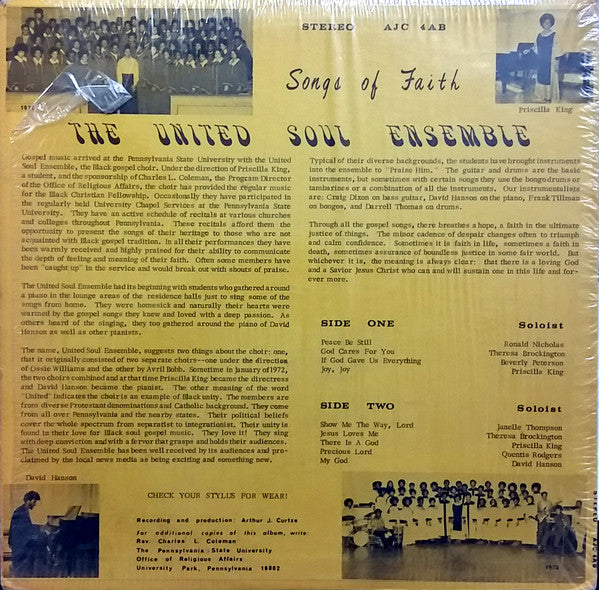 STEREO AJC 4AB
Songs of Faith
Priscilla King
THE UNITED SOUL ENSEMBLE
Gospel music arrived at the Pennsylvania State University with the United
Soul Ensemble, the Black gospel choir. Under the direction of Priscilla King,
a student, and the sponsorship of Charles L. Coleman, the Program Director
of the Office of Religious Affairs, the choir has provided the regular music
for the Black Christian Fellowship. Occasionally they have participated in
the regularly held University Chapel Services at the Pennsylvania State
University. They have an active schedule of recitals at various churches
and colleges throughout Pennsylvania. These recitals afford them the
opportunity to present the songs of their heritage to those who are not
acquainted with Black gospel tradition. In all their performances they have
been warmly received and highly praised for their ability to communicate
the depth of feeling and meaning of their faith. Often some members have
been "caught up" in the service and would break out with shouts of praise.
The United Soul Ensemble had its beginning with students who gathered around
a piano in the lounge areas of the residence halls just to sing some of the
songs from home. They were homesick and naturally their hearts were
warmed by the gospel songs they knew and loved with a deep passion. As
others heard of the singing, they too gathered around the piano of David
Hanson as well as other pianists.
The name, United Soul Ensemble, suggests two things about the choir; one,
that it originally consisted of two separate choirs--one under the direction
of Ossie Williams and the other by Avril Bobb. Sometime in January of 1972,
the two choirs combined and at that time Priscilla King became the directress
and David Hanson became the pianist. The other meaning of the word
"United" indicates the choir is an example of Black unity. The members are
from diverse Protestant denominations and Catholic background. They come
from all over Pennsylvania and the nearby states. Their political beliefs
cover the whole spectrum from separatist to integrationist. Their unity is
found in their love for Black soul gospel music. They love it! They sing
with deep conviction and with a fervor that grasps and holds their audiences.
The United Soul Ensemble has been well received by its audiences and pro-
claimed by the local news media as being exciting and something new.
David Hanson
Typical of their diverse backgrounds, the students have brought instruments
into the ensemble to "Praise Him." The guitar and drums are the basic
instruments, but sometimes with certain songs they use the bongo drums or
tambarines or a combination of all the instruments. Our instrumentalists
are: Craig Dixon on bass guitar, David Hanson on the piano, Frank Tillman
on bongos, and Darrell Thomas on drums.
Through all the gospel songs, there breathes a hope, a faith in the ultimate
justice of things. The minor cadence of despair changes often to triumph
and calm confidence. Sometimes it is faith in life, sometimes a faith in
death, sometimes assurance of boundless justice in some fair world. But
whichever it is, the meaning is always clear: that there is a loving God
and a Savior Jesus Christ who can and will sustain one in this life and for-
ever more.
SIDE ONE Soloist
Peace Be Still Ronald Nicholas
God Cares For You Theresa Brockington
If God Gave Us Everything Beverly Peterson
Joy, Joy Priscilla King
SIDE TWO Soloist
Show Me The Way, Lord Janelle Thompson
Jesus Loves Me Theresa Brockington
There Is A God Priscilla King
Precious Lord Quentis Rodgers
My God David Hanson
CHECK YOUR STYLUS FOR WEAR!
Recording and production: Arthur J. Curtze
for additional copies of this album, write:
Rev. Charles L. Coleman
The Pennsylvania State University
Office of Religious Affairs
University Park, Pennsylvania 16802
1973